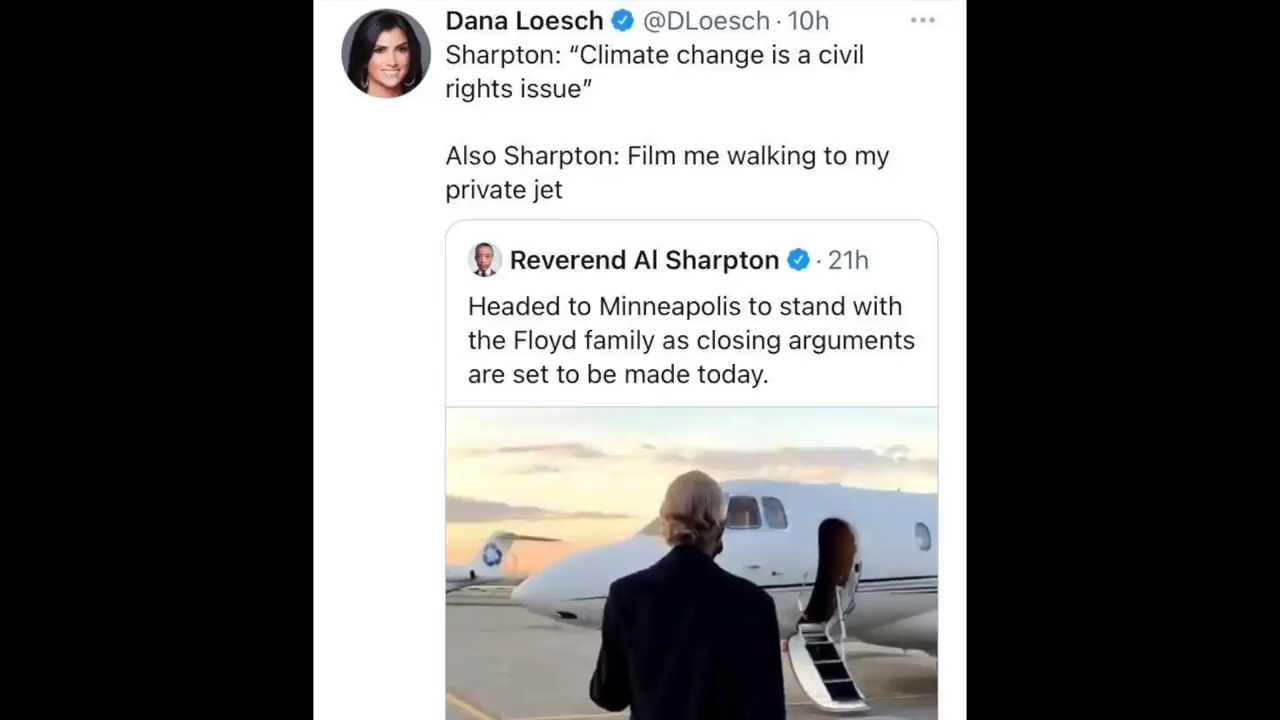 Dana Loesch @DLoesch · 10h
Sharpton: “Climate change is a civil
rights issue”
Also Sharpton: Film me walking to my
private jet
Reverend Al Sharpton · 21h
Headed to Minneapolis to stand with
the Floyd family as closing arguments
are set to be made today.